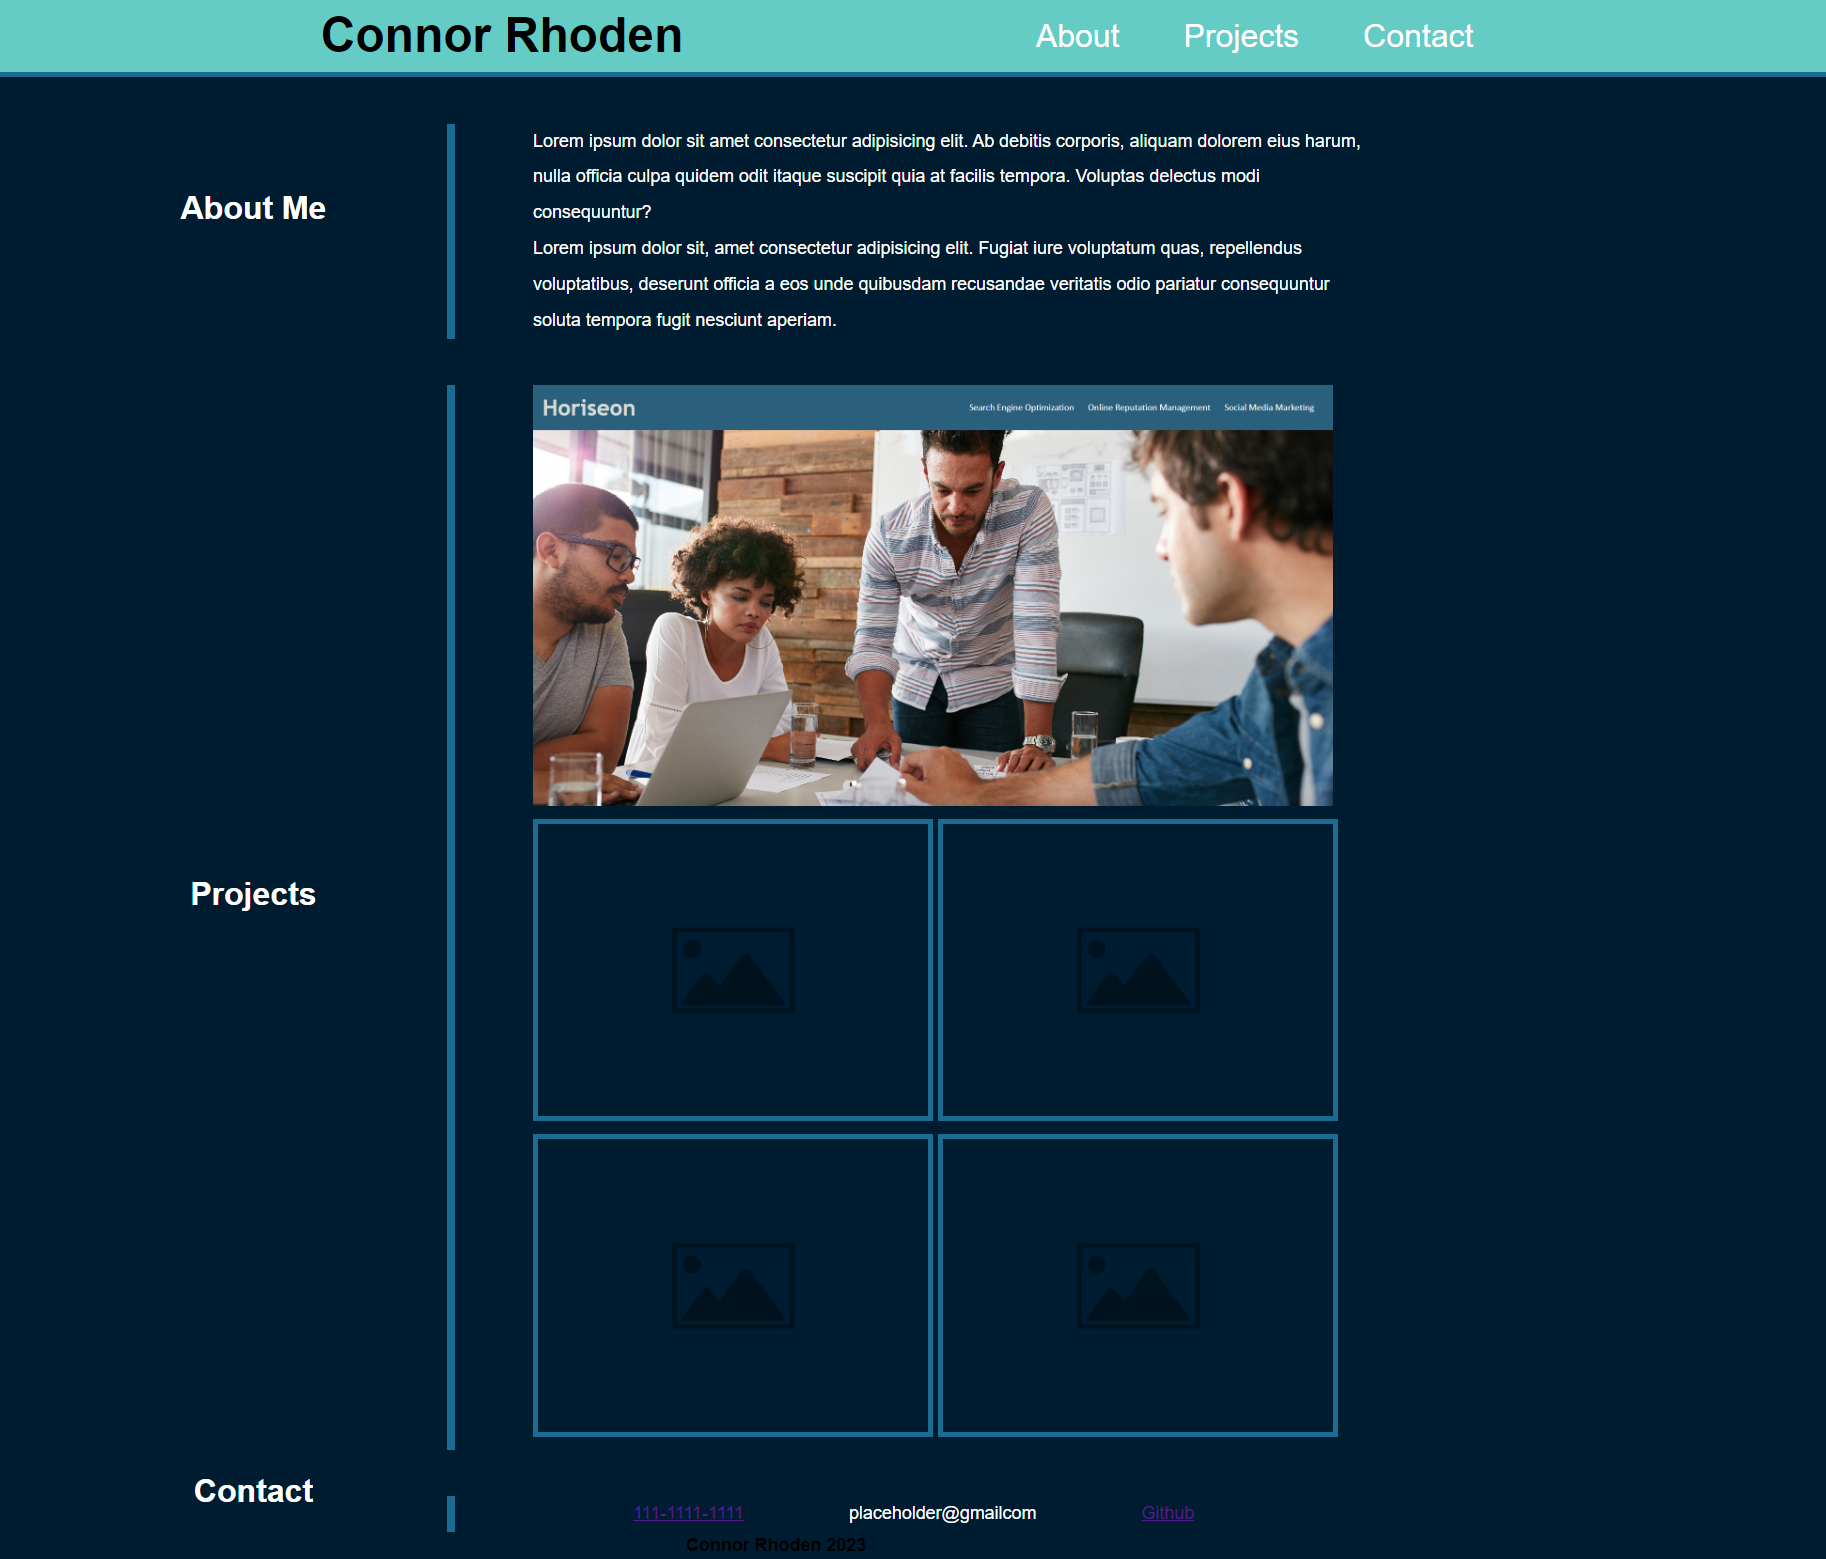 Connor Rhoden
About
Projects
Contact
About Me
Lorem ipsum dolor sit amet consectetur adipisicing elit. Ab debitis corporis, aliquam dolorem eius harum,
nulla officia culpa quidem odit itaque suscipit quia at facilis tempora. Voluptas delectus modi
consequuntur?
Lorem ipsum dolor sit, amet consectetur adipisicing elit. Fugiat iure voluptatum quas, repellendus
voluptatibus, deserunt officia a eos unde quibusdam recusandae veritatis odio pariatur consequuntur
soluta tempora fugit nesciunt aperiam.
Horiseon
Search Engine Optimization
Online Reputation Management
Social Media Marketing
Projects
Contact
111-1111-1111
placeholder@gmailcom
Github
Connor Rhoden 2023